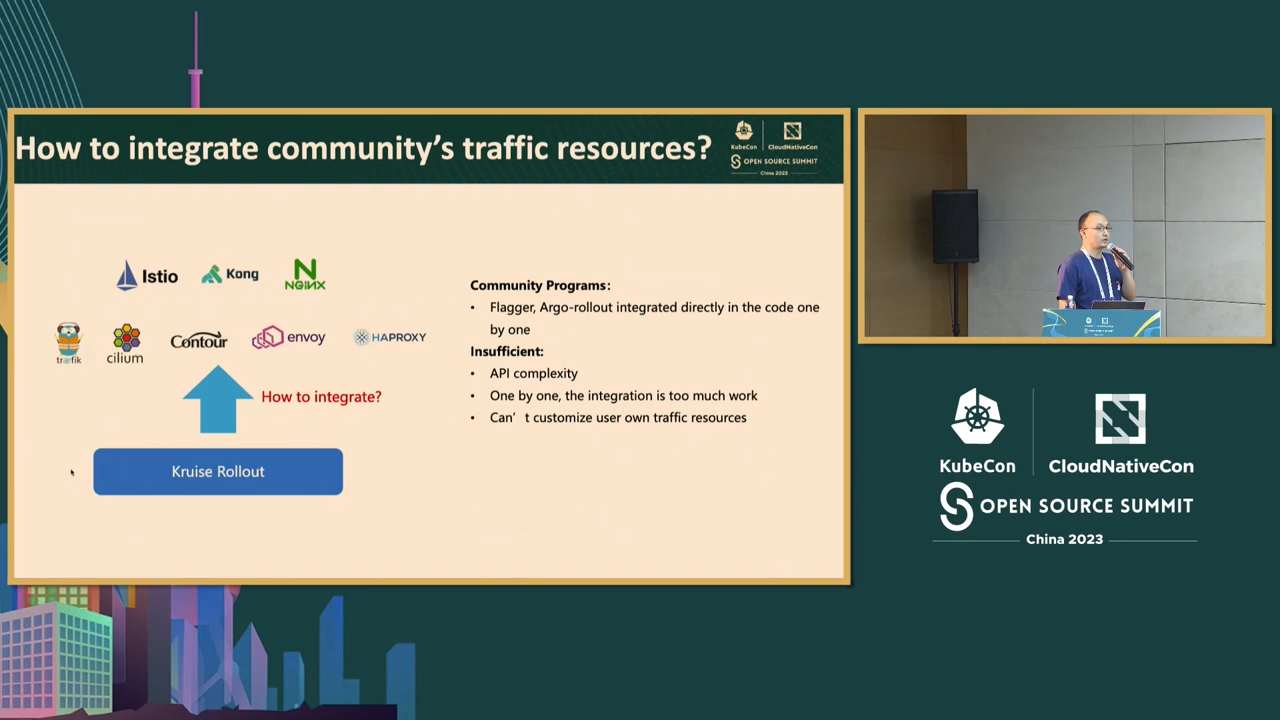 How to integrate community's traffic resources?
KubeCon
CloudNativeCon
OPEN SOURCE SUMMIT
China 2023
Istio
Kong
NGINX
træfik
cilium
Contour
envoy
HAPROXY
How to integrate?
Kruise Rollout
Community Programs:
• Flagger, Argo-rollout integrated directly in the code one
by one
Insufficient:
• API complexity
• One by one, the integration is too much work
• Can' t customize user own traffic resources
KubeCon
CloudNativeCon
OPEN SOURCE SUMMIT
China 2023